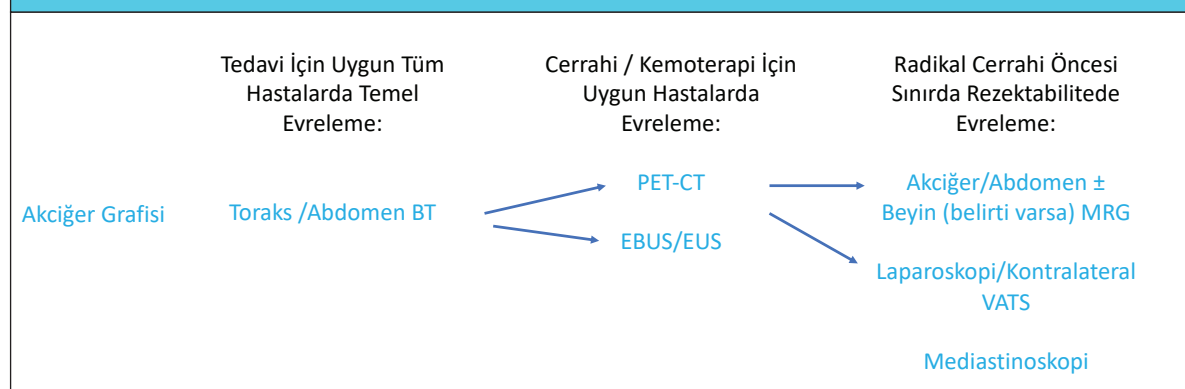 Tedavi İçin Uygun Tüm
Hastalarda Temel
Evreleme:
Cerrahi / Kemoterapi İçin
Uygun Hastalarda
Evreleme:
Radikal Cerrahi Öncesi
Sınırda Rezektabilitede
Evreleme:
Akciğer Grafisi
Toraks /Abdomen BT
PET-CT
EBUS/EUS
Akciğer/Abdomen ±
Beyin (belirti varsa) MRG
Laparoskopi/Kontralateral
VATS
Mediastinoskopi